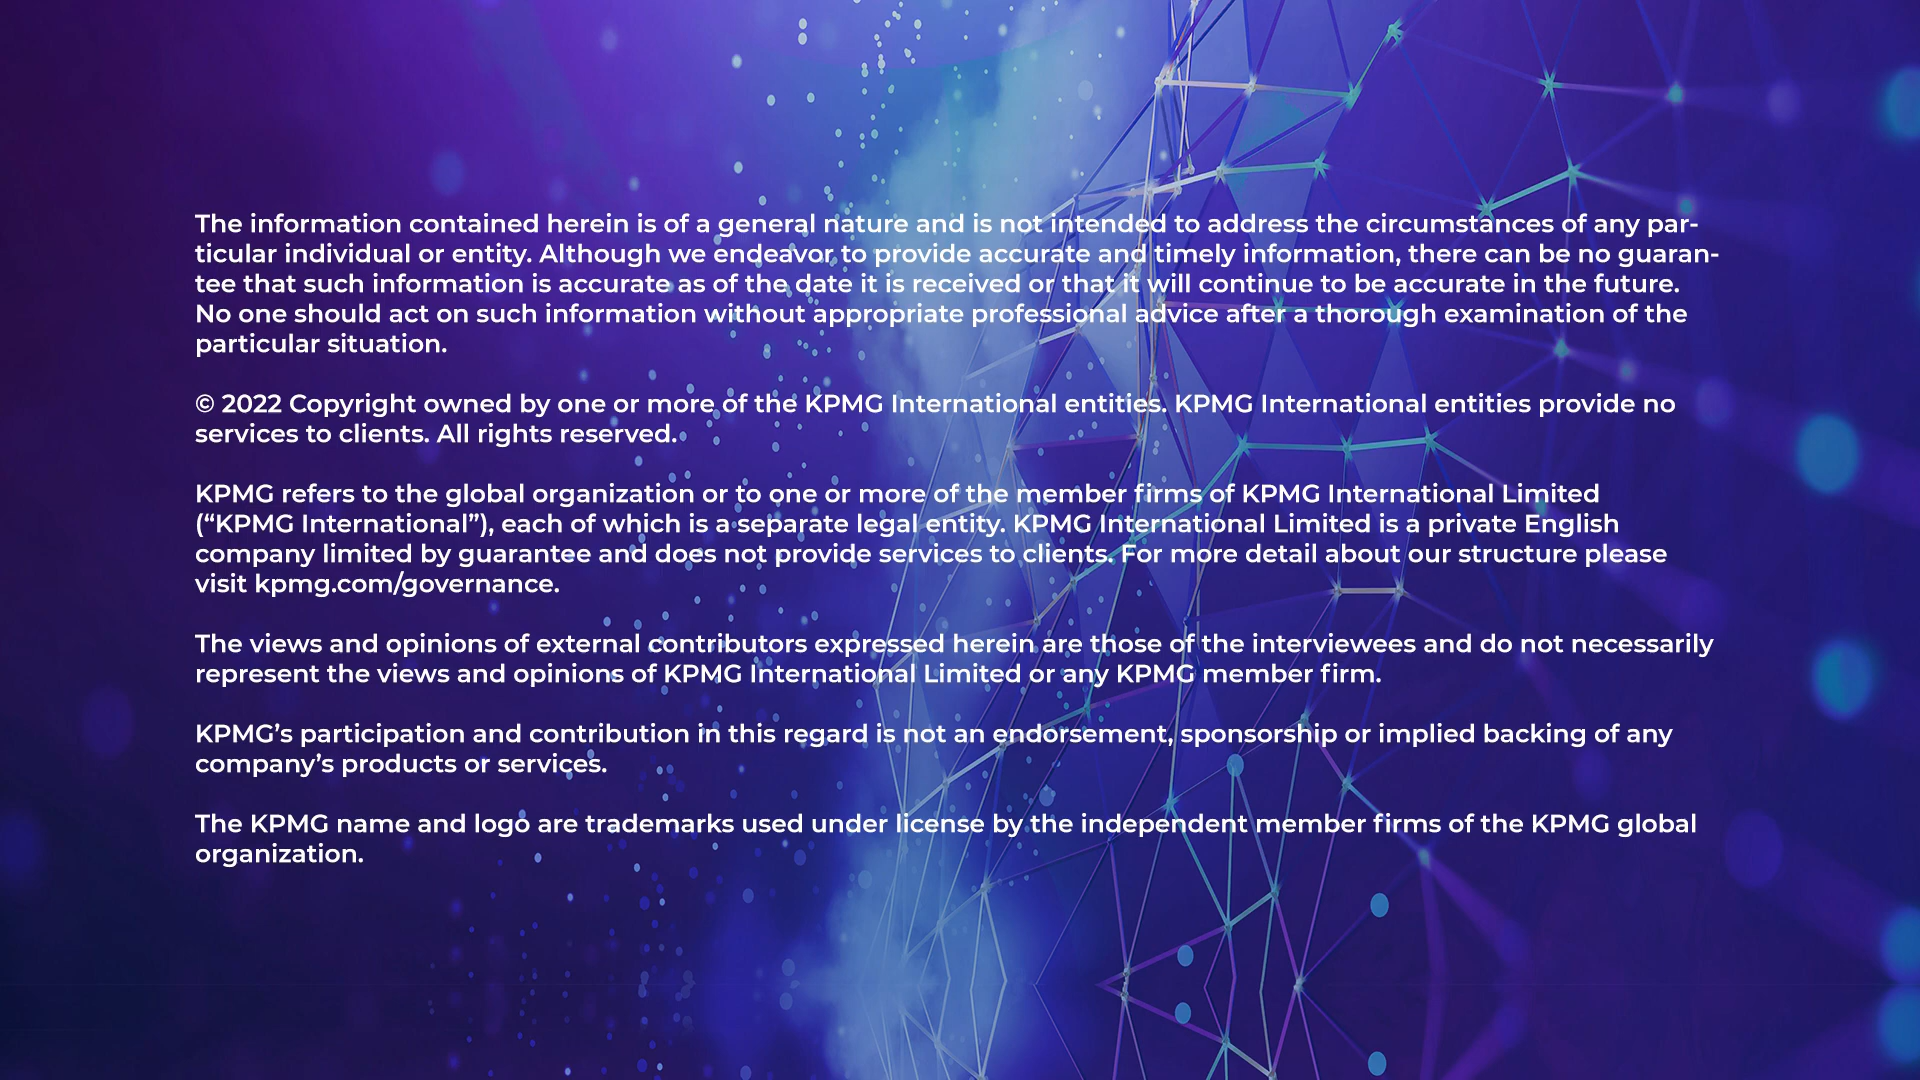 The information contained herein is of a general nature and is not intended to address the circumstances of any par-
ticular individual or entity. Although we endeavor to provide accurate and timely information, there can be no guaran-
tee that such information is accurate as of the date it is received or that it will continue to be accurate in the future.
No one should act on such information without appropriate professional advice after a thorough examination of the
particular situation.
© 2022 Copyright owned by one or more of the KPMG International entities. KPMG International entities provide no
services to clients. All rights reserved.
KPMG refers to the global organization or to one or more of the member firms of KPMG International Limited
(“KPMG International”), each of which is a separate legal entity. KPMG International Limited is a private English
company limited by guarantee and does not provide services to clients. For more detail about our structure please
visit kpmg.com/governance.
The views and opinions of external contributors expressed herein are those of the interviewees and do not necessarily
represent the views and opinions of KPMG International Limited or any KPMG member firm.
KPMG’s participation and contribution in this regard is not an endorsement, sponsorship or implied backing of any
company’s products or services.
The KPMG name and logo are trademarks used under license by the independent member firms of the KPMG global
organization.